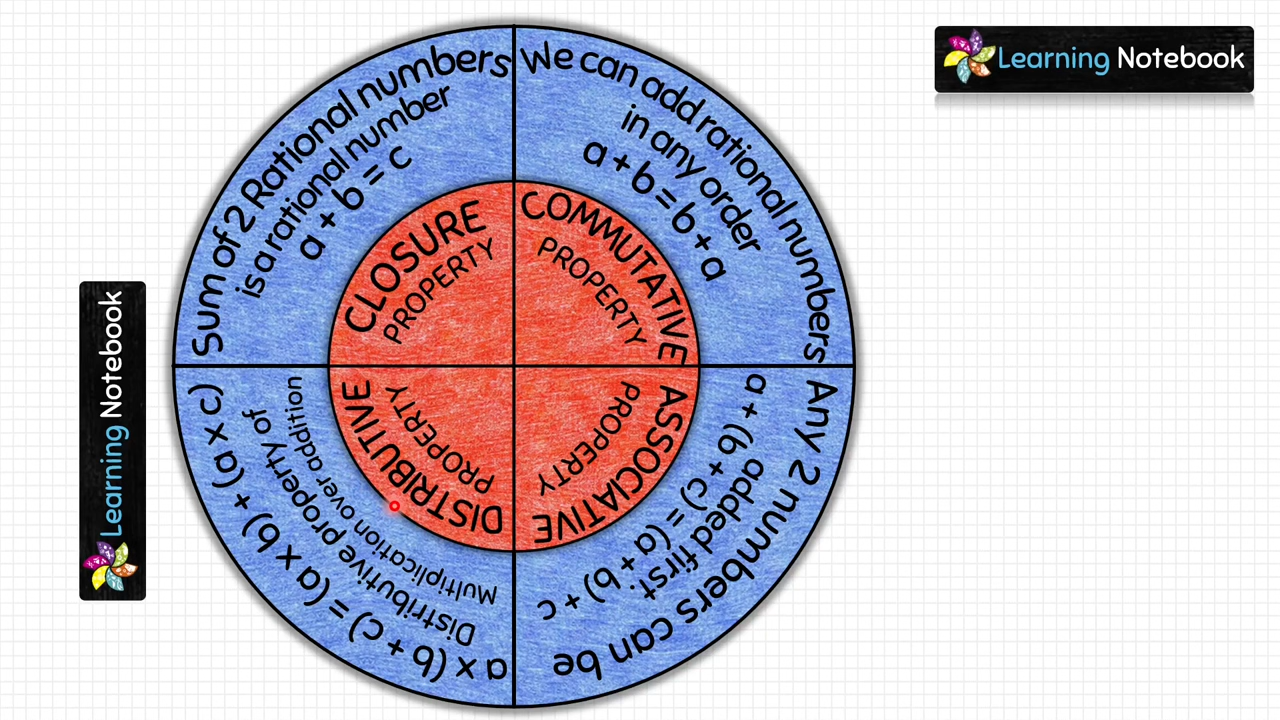 Learning Notebook
Learning Notebook
Sum of 2 Rational numbers
is a rational number
a + b = c
CLOSURE
PROPERTY
We can add rational numbers
in any order
a + b = b + a
COMMUTATIVE
PROPERTY
Any 2 numbers can be
added first.
a + (b + c) = (a + b) + c
ASSOCIATIVE
PROPERTY
a x (b + c) = (a x b) + (a x c)
Distributive property of
Multiplication over addition
DISTRIBUTIVE
PROPERTY